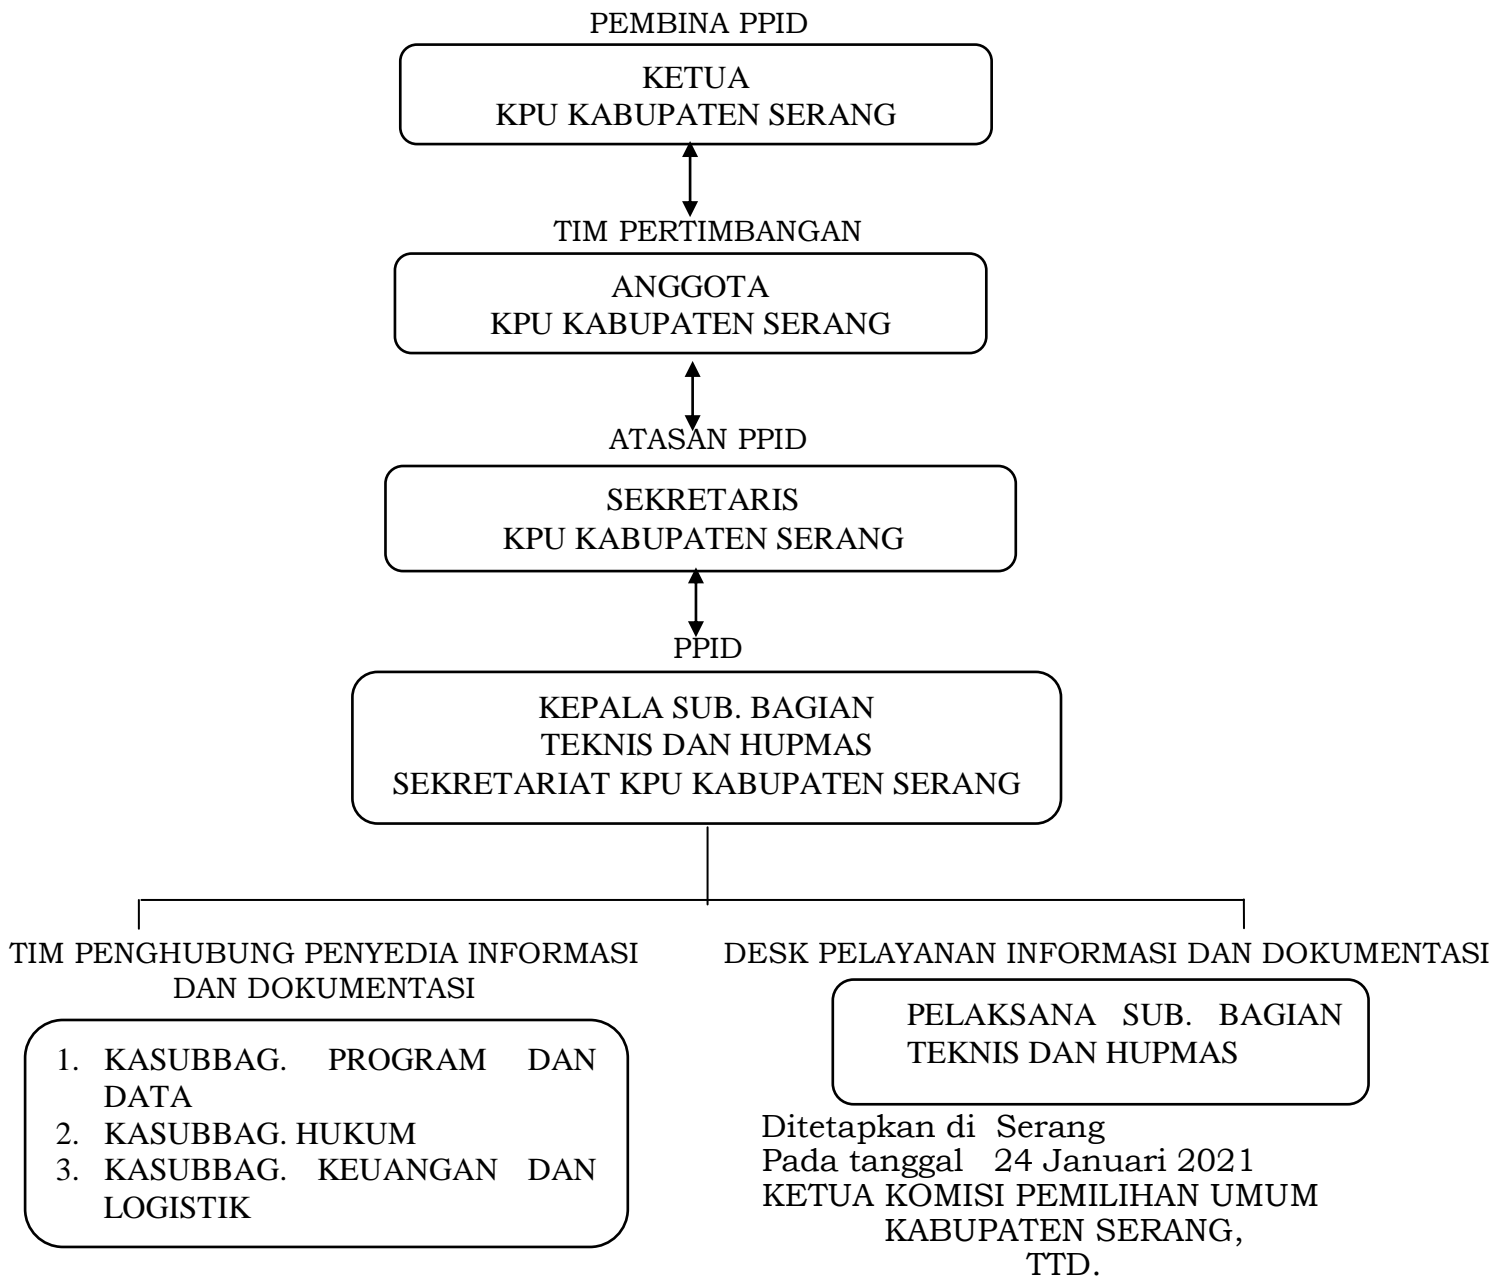 PEMBINA PPID
KETUA
KPU KABUPATEN SERANG
TIM PERTIMBANGAN
ANGGOTA
KPU KABUPATEN SERANG
ATASAN PPID
SEKRETARIS
KPU KABUPATEN SERANG
PPID
KEPALA SUB. BAGIAN
TEKNIS DAN HUPMAS
SEKRETARIAT KPU KABUPATEN SERANG
TIM PENGHUBUNG PENYEDIA INFORMASI
DAN DOKUMENTASI
1. KASUBBAG. PROGRAM DAN
DATA
2. KASUBBAG. HUKUM
3. KASUBBAG. KEUANGAN DAN
LOGISTIK
DESK PELAYANAN INFORMASI DAN DOKUMENTASI
PELAKSANA SUB. BAGIAN
TEKNIS DAN HUPMAS
Ditetapkan di Serang
Pada tanggal 24 Januari 2021
KETUA KOMISI PEMILIHAN UMUM
KABUPATEN SERANG,
TTD.